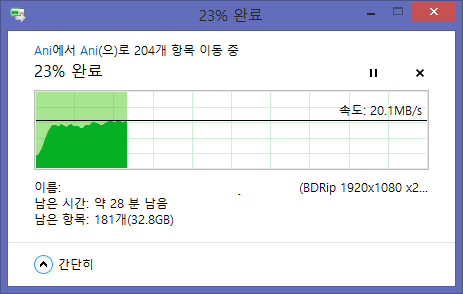 23% 완료
Ani에서 Ani(으)로 204개 항목 이동 중
23% 완료
속도: 20.1MB/s
이름: (BDRip 1920x1080 x2...
남은 시간: 약 28 분 남음
남은 항목: 181개(32.8GB)
간단히